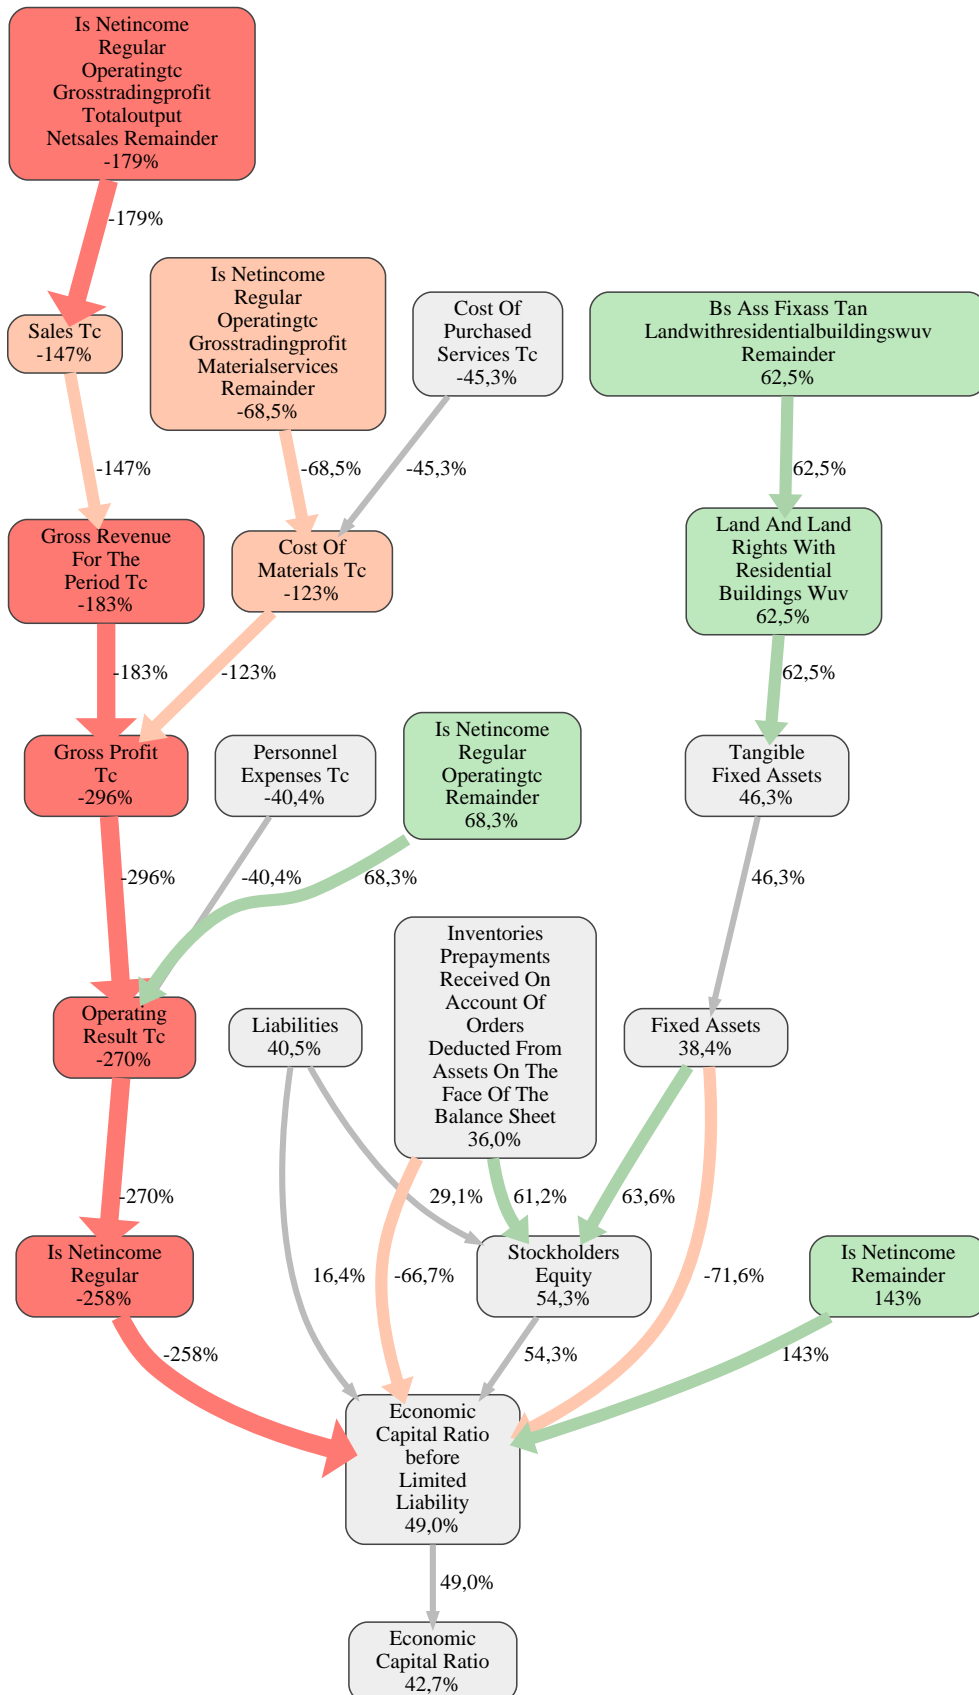 Is Netincome
Regular
Operatingtc
Grosstradingprofit
Totaloutput
Netsales Remainder
-179%
-179%
Sales Tc
-147%
Is Netincome
Regular
Operatingtc
Grosstradingprofit
Materialservices
Remainder
-68,5%
Cost Of
Purchased
Services Tc
-45,3%
Bs Ass Fixass Tan
Landwithresidentialbuildingswuv
Remainder
62,5%
-147%
-68,5%
-45,3%
62,5%
Gross Revenue
For The
Period Tc
-183%
Cost Of
Materials Tc
-123%
Land And Land
Rights With
Residential
Buildings Wuv
62,5%
-183%
-123%
62,5%
Gross Profit
Tc
-296%
Personnel
Expenses Tc
-40,4%
Is Netincome
Regular
Operatingtc
Remainder
68,3%
Tangible
Fixed Assets
46,3%
-296%
-40,4%
68,3%
46,3%
Operating
Result Tc
-270%
Liabilities
40,5%
Inventories
Prepayments
Received On
Account Of
Orders
Deducted From
Assets On The
Face Of The
Balance Sheet
36,0%
Fixed Assets
38,4%
-270%
29,1%
61,2%
63,6%
Is Netincome
Regular
-258%
16,4%
-66,7%
Stockholders
Equity
54,3%
-71,6%
Is Netincome
Remainder
143%
-258%
54,3%
143%
Economic
Capital Ratio
before
Limited
Liability
49,0%
49,0%
Economic
Capital Ratio
42,7%